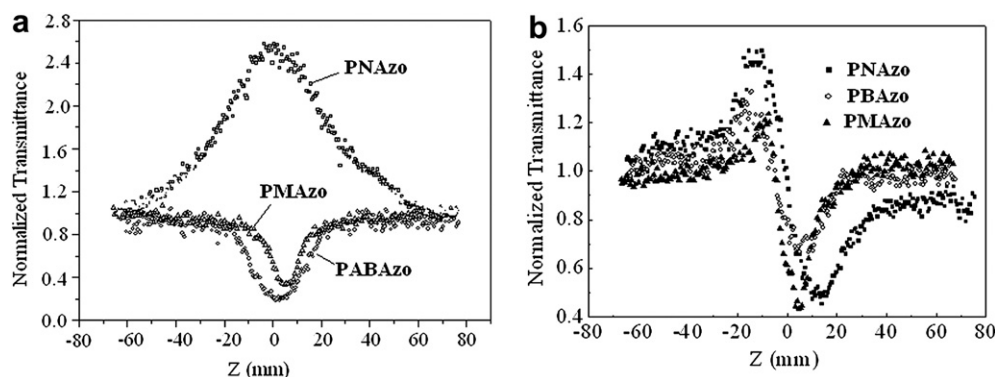 a
2.8
2.4
2.0
1.6
1.2
0.8
0.4
0.0
Normalized Transmittance
PNAzo
PMAzo
PABAzo
-80 -60 -40 -20 0 20 40 60 80
Z (mm)
b
1.6
1.4
1.2
1.0
0.8
0.6
0.4
Normalized Transmittance
PNAzo
PBAzo
PMAzo
-80 -60 -40 -20 0 20 40 60 80
Z (mm)